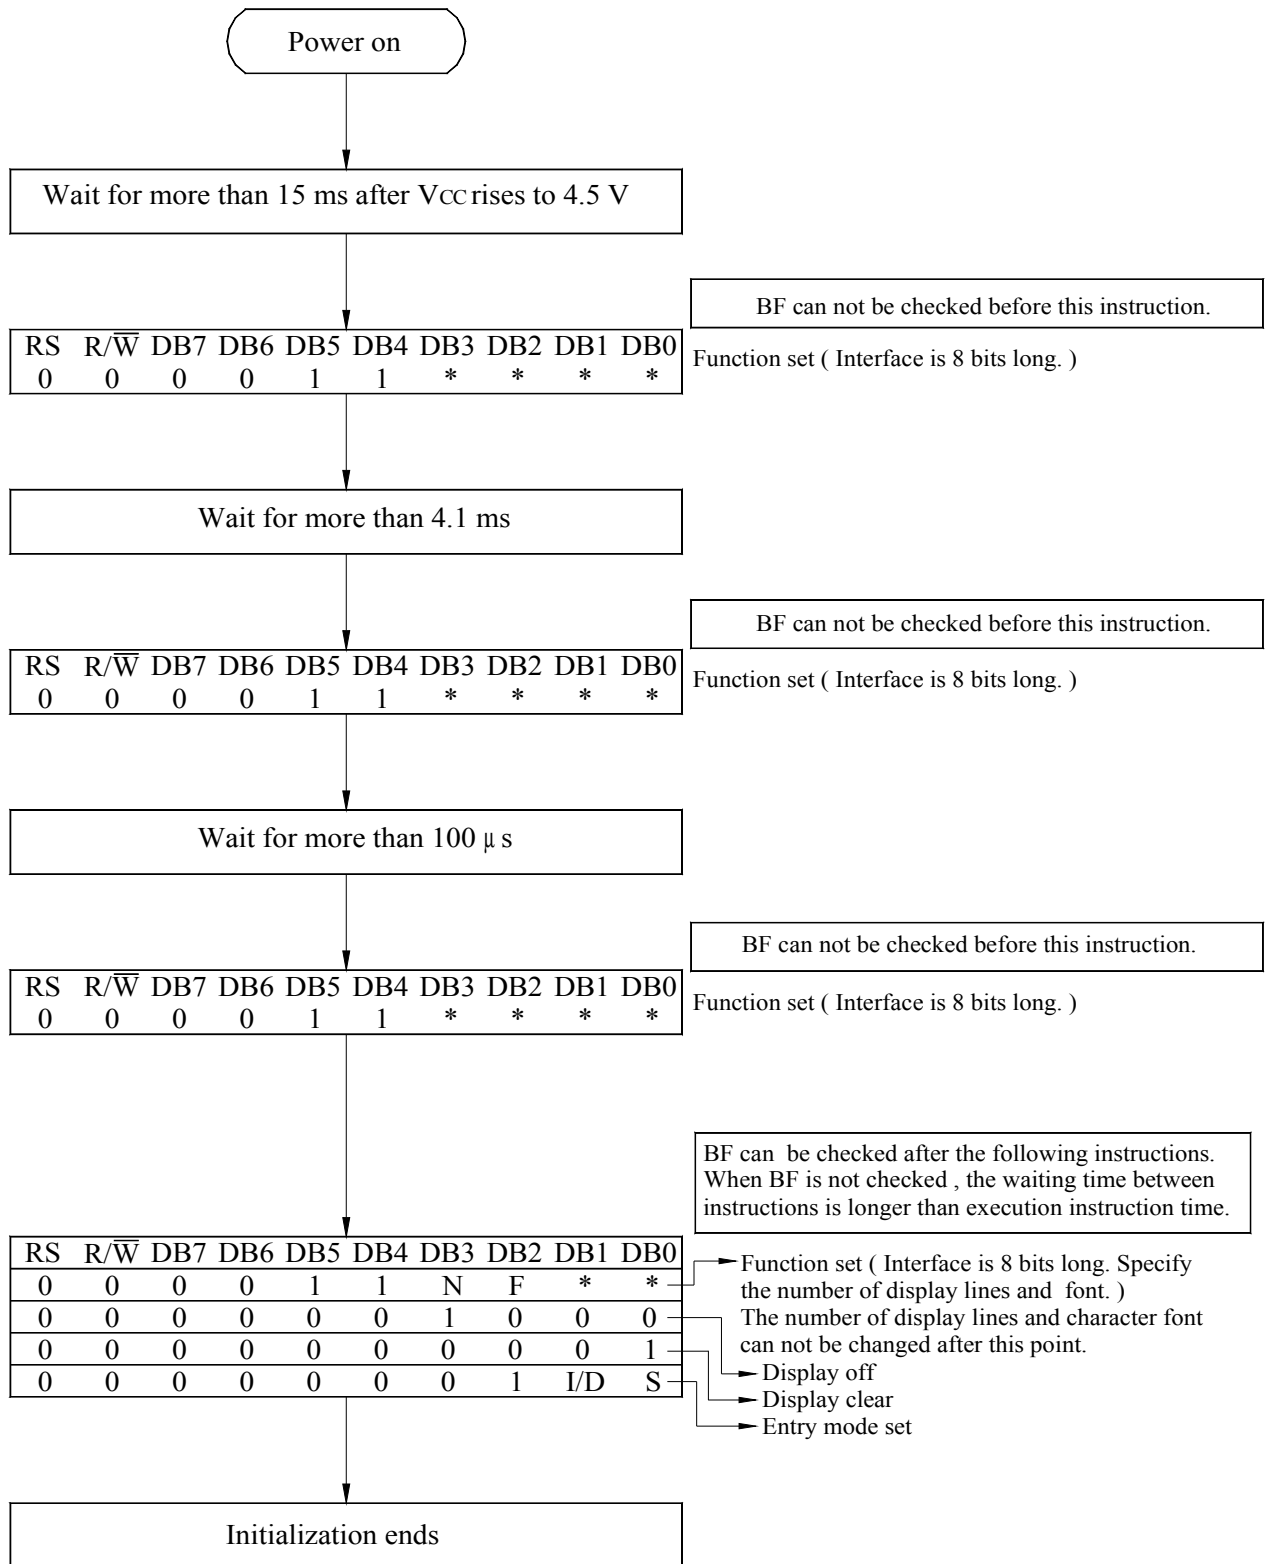 Power on
Wait for more than 15 ms after VCC rises to 4.5 V
BF can not be checked before this instruction.
RS R/W̅ DB7 DB6 DB5 DB4 DB3 DB2 DB1 DB0
0 0 0 0 1 1 * * * *
Function set ( Interface is 8 bits long. )
Wait for more than 4.1 ms
BF can not be checked before this instruction.
RS R/W̅ DB7 DB6 DB5 DB4 DB3 DB2 DB1 DB0
0 0 0 0 1 1 * * * *
Function set ( Interface is 8 bits long. )
Wait for more than 100 μs
BF can not be checked before this instruction.
RS R/W̅ DB7 DB6 DB5 DB4 DB3 DB2 DB1 DB0
0 0 0 0 1 1 * * * *
Function set ( Interface is 8 bits long. )
BF can be checked after the following instructions.
When BF is not checked , the waiting time between
instructions is longer than execution instruction time.
RS R/W̅ DB7 DB6 DB5 DB4 DB3 DB2 DB1 DB0
0 0 0 0 1 1 N F * *
0 0 0 0 0 0 1 0 0 0
0 0 0 0 0 0 0 0 0 1
0 0 0 0 0 0 0 1 I/D S
Function set ( Interface is 8 bits long. Specify
the number of display lines and font. )
The number of display lines and character font
can not be changed after this point.
Display off
Display clear
Entry mode set
Initialization ends